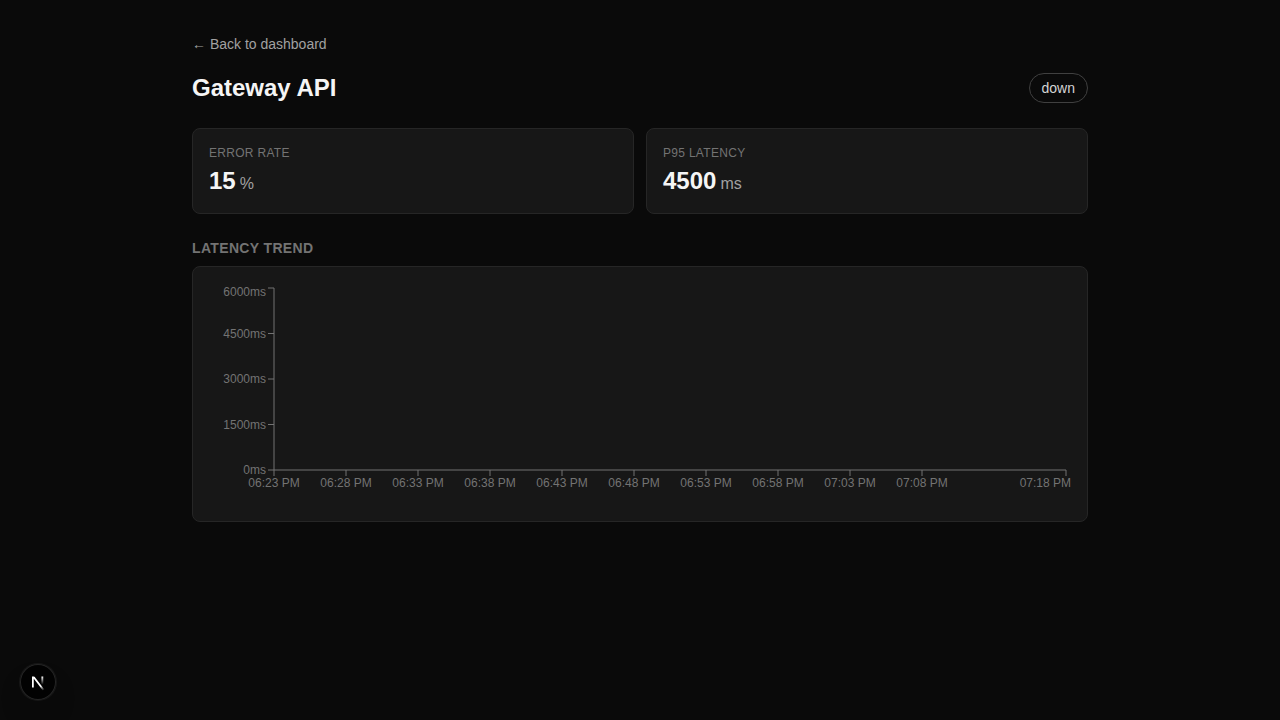 ← Back to dashboard
Gateway API
down
ERROR RATE
15 %
P95 LATENCY
4500 ms
LATENCY TREND
6000ms
4500ms
3000ms
1500ms
0ms
06:23 PM 06:28 PM 06:33 PM 06:38 PM 06:43 PM 06:48 PM 06:53 PM 06:58 PM 07:03 PM 07:08 PM 07:18 PM
N